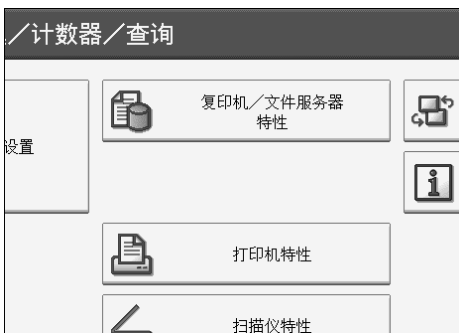 ／计数器／查询
设置
复印机／文件服务器
特性
打印机特性
扫描仪特性